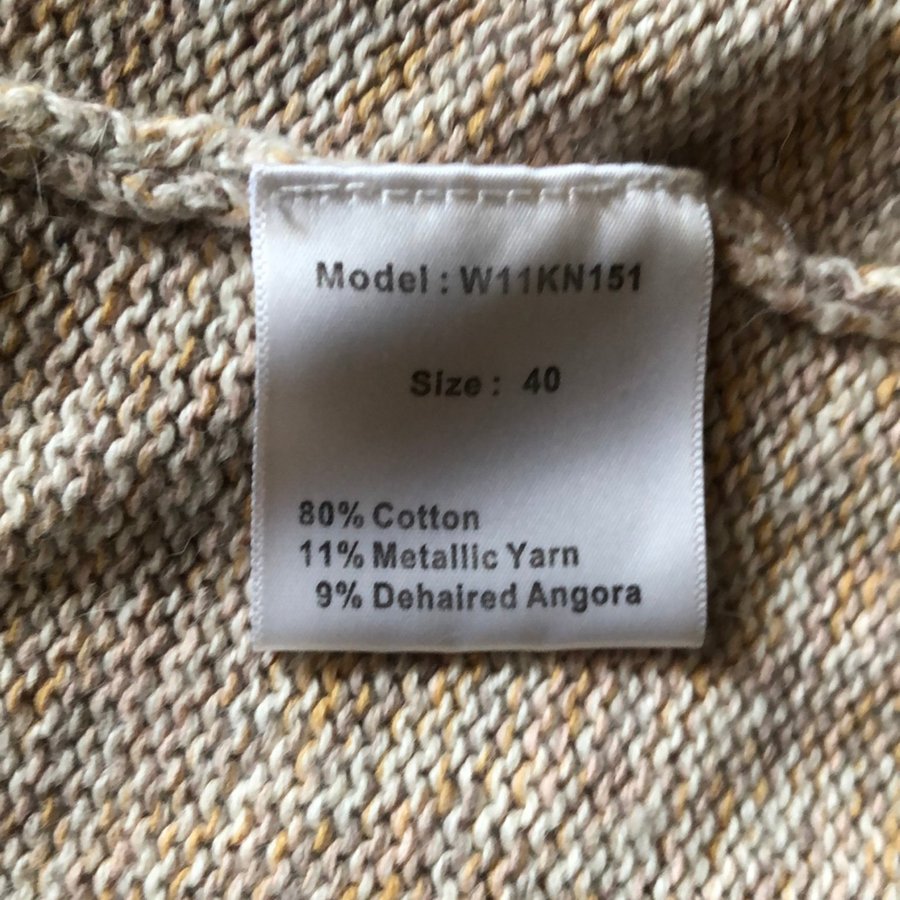 Model : W11KN151
Size : 40
80% Cotton
11% Metallic Yarn
9% Dehaired Angora